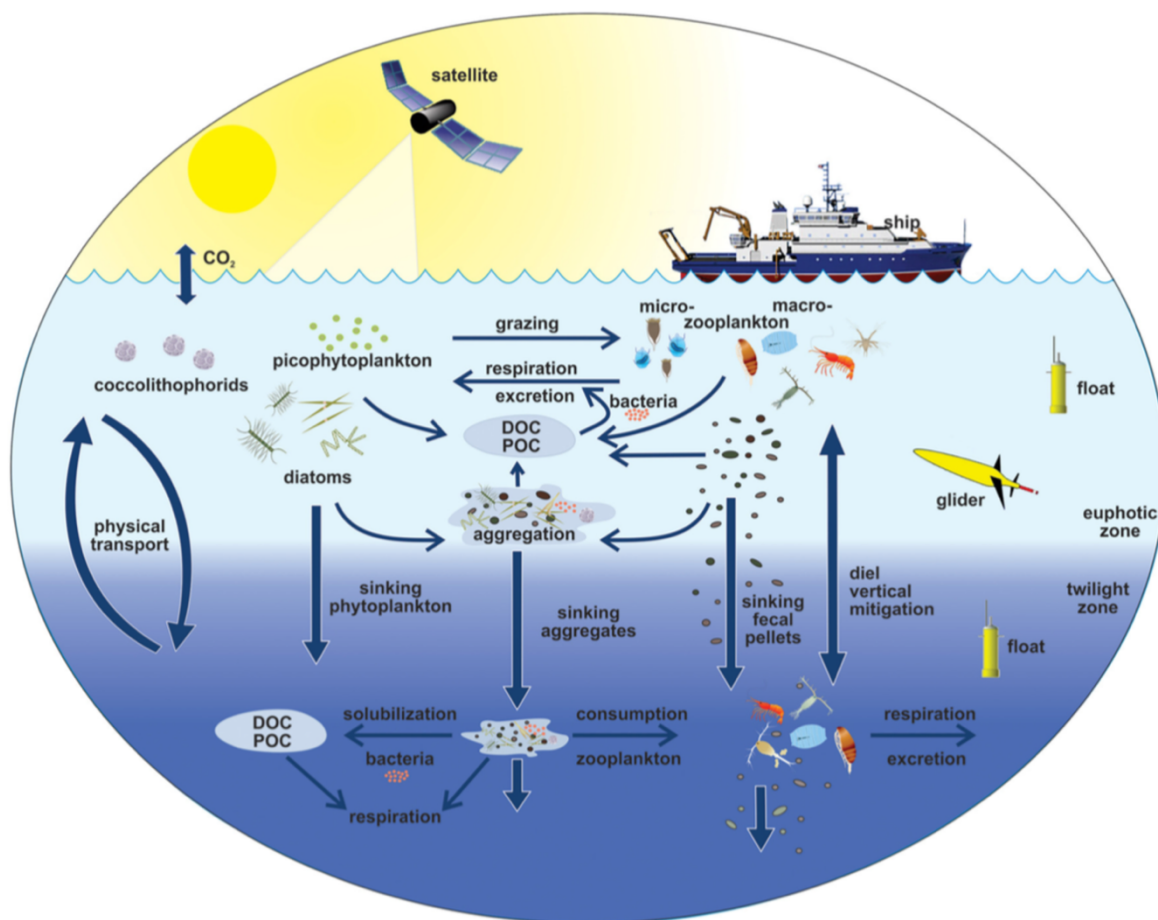 satellite
ship
CO₂
micro-
macro-
zooplankton
grazing
picophytoplankton
coccolithophorids
respiration
excretion
bacteria
float
DOC
POC
diatoms
glider
aggregation
physical
transport
euphotic
zone
sinking
phytoplankton
sinking
aggregates
sinking
fecal
pellets
diel
vertical
mitigation
twilight
zone
float
DOC
POC
solubilization
bacteria
consumption
zooplankton
respiration
excretion
respiration